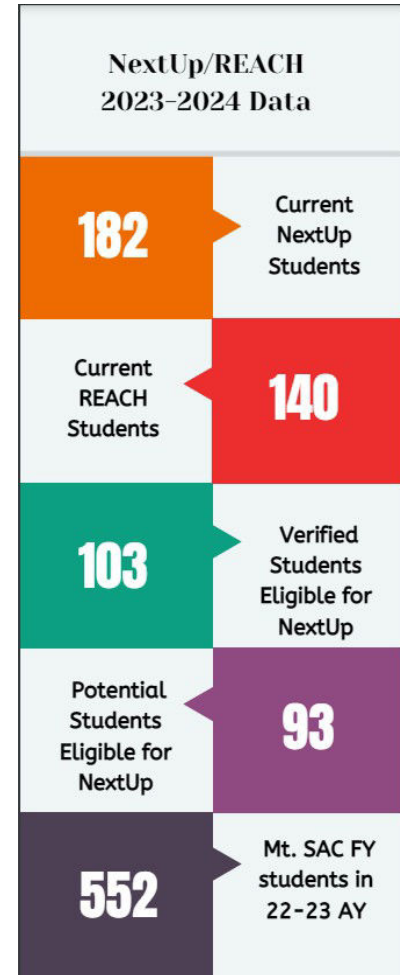 NextUp/REACH
2023-2024 Data
182
Current
NextUp
Students
Current
REACH
Students
140
103
Verified
Students
Eligible for
NextUp
Potential
Students
Eligible for
NextUp
93
552
Mt. SAC FY
students in
22-23 AY